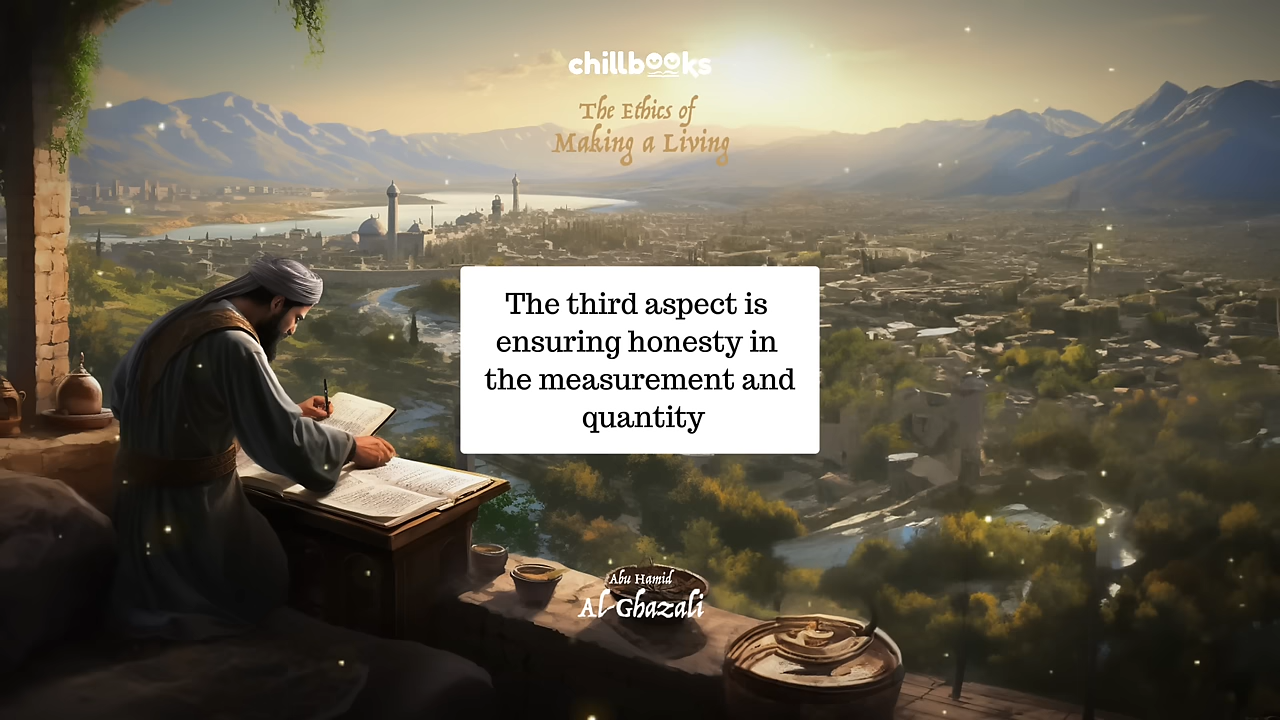 chillbooks
The Ethics of
Making a Living
The third aspect is
ensuring honesty in
the measurement and
quantity
Abu Hamid
Al-Ghazali